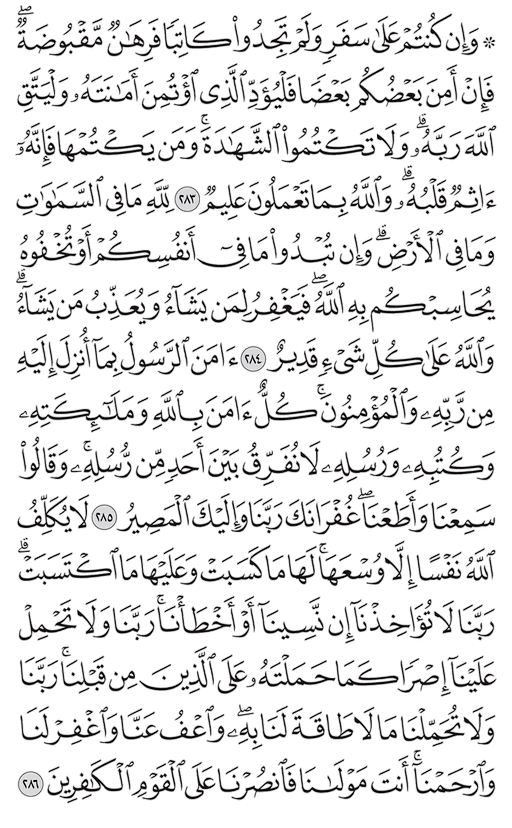 ۞ وَإِن كُنتُمْ عَلَىٰ سَفَرٍ وَلَمْ تَجِدُوا۟ كَاتِبًا فَرِهَٰنٌ مَّقْبُوضَةٌ ۖ
فَإِنْ أَمِنَ بَعْضُكُم بَعْضًا فَلْيُؤَدِّ ٱلَّذِى ٱؤْتُمِنَ أَمَٰنَتَهُۥ وَلْيَتَّقِ
ٱللَّهَ رَبَّهُۥ ۗ وَلَا تَكْتُمُوا۟ ٱلشَّهَٰدَةَ ۚ وَمَن يَكْتُمْهَا فَإِنَّهُۥٓ
ءَاثِمٌ قَلْبُهُۥ ۗ وَٱللَّهُ بِمَا تَعْمَلُونَ عَلِيمٌ ٢٨٣ لِّلَّهِ مَا فِى ٱلسَّمَٰوَٰتِ
وَمَا فِى ٱلْأَرْضِ ۗ وَإِن تُبْدُوا۟ مَا فِىٓ أَنفُسِكُمْ أَوْ تُخْفُوهُ
يُحَاسِبْكُم بِهِ ٱللَّهُ ۖ فَيَغْفِرُ لِمَن يَشَآءُ وَيُعَذِّبُ مَن يَشَآءُ ۗ
وَٱللَّهُ عَلَىٰ كُلِّ شَىْءٍ قَدِيرٌ ٢٨٤ ءَامَنَ ٱلرَّسُولُ بِمَآ أُنزِلَ إِلَيْهِ
مِن رَّبِّهِۦ وَٱلْمُؤْمِنُونَ ۚ كُلٌّ ءَامَنَ بِٱللَّهِ وَمَلَٰٓئِكَتِهِۦ
وَكُتُبِهِۦ وَرُسُلِهِۦ لَا نُفَرِّقُ بَيْنَ أَحَدٍ مِّن رُّسُلِهِۦ ۚ وَقَالُوا۟
سَمِعْنَا وَأَطَعْنَا ۖ غُفْرَانَكَ رَبَّنَا وَإِلَيْكَ ٱلْمَصِيرُ ٢٨٥ لَا يُكَلِّفُ
ٱللَّهُ نَفْسًا إِلَّا وُسْعَهَا ۚ لَهَا مَا كَسَبَتْ وَعَلَيْهَا مَا ٱكْتَسَبَتْ ۗ
رَبَّنَا لَا تُؤَاخِذْنَآ إِن نَّسِينَآ أَوْ أَخْطَأْنَا ۚ رَبَّنَا وَلَا تَحْمِلْ
عَلَيْنَآ إِصْرًا كَمَا حَمَلْتَهُۥ عَلَى ٱلَّذِينَ مِن قَبْلِنَا ۚ رَبَّنَا
وَلَا تُحَمِّلْنَا مَا لَا طَاقَةَ لَنَا بِهِۦ ۖ وَٱعْفُ عَنَّا وَٱغْفِرْ لَنَا
وَٱرْحَمْنَآ ۚ أَنتَ مَوْلَىٰنَا فَٱنصُرْنَا عَلَى ٱلْقَوْمِ ٱلْكَٰفِرِينَ ٢٨٦